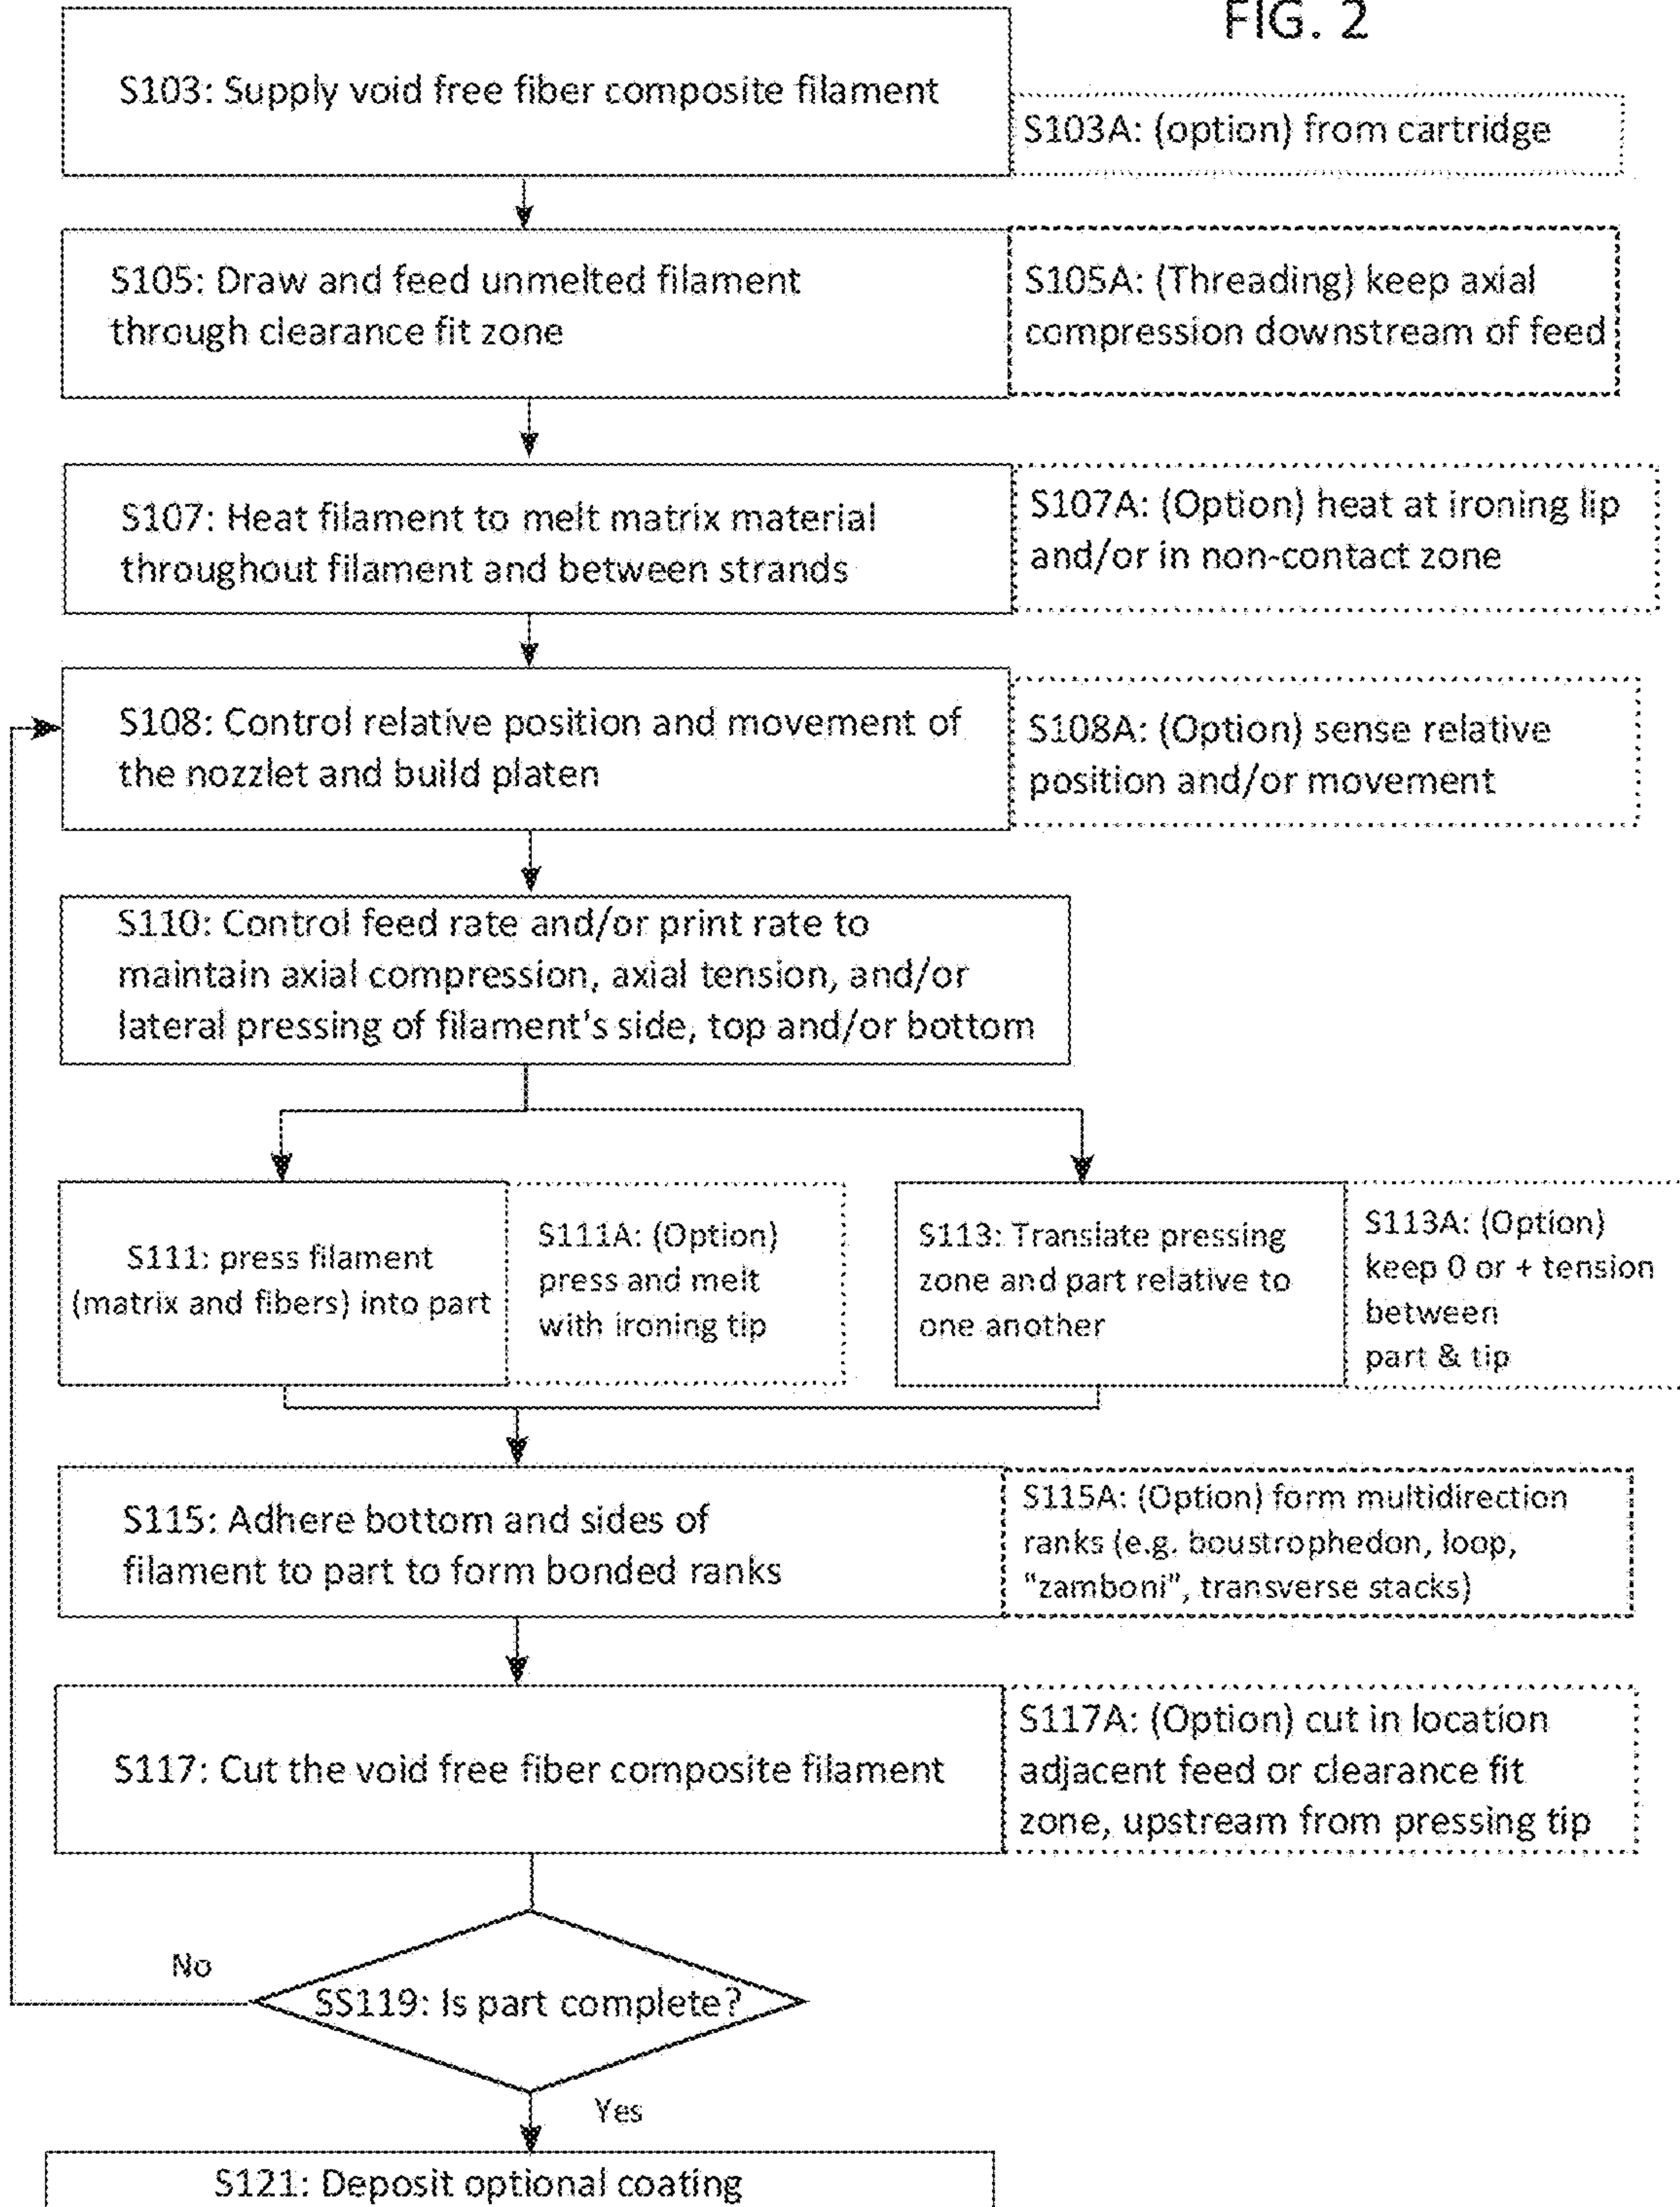 FIG. 2
S103: Supply void free fiber composite filament
S103A: (option) from cartridge
S105: Draw and feed unmelted filament
through clearance fit zone
S105A: (Threading) keep axial
compression downstream of feed
S107: Heat filament to melt matrix material
throughout filament and between strands
S107A: (Option) heat at ironing lip
and/or in non-contact zone
S108: Control relative position and movement of
the nozzlet and build platen
S108A: (Option) sense relative
position and/or movement
S110: Control feed rate and/or print rate to
maintain axial compression, axial tension, and/or
lateral pressing of filament's side, top and/or bottom
S111: press filament
(matrix and fibers) into part
S111A: (Option)
press and melt
with ironing tip
S113: Translate pressing
zone and part relative to
one another
S113A: (Option)
keep 0 or + tension
between
part & tip
S115: Adhere bottom and sides of
filament to part to form bonded ranks
S115A: (Option) form multidirection
ranks (e.g. boustrophedon, loop,
"zamboni", transverse stacks)
S117: Cut the void free fiber composite filament
S117A: (Option) cut in location
adjacent feed or clearance fit
zone, upstream from pressing tip
No
SS119: Is part complete?
Yes
S121: Deposit optional coating